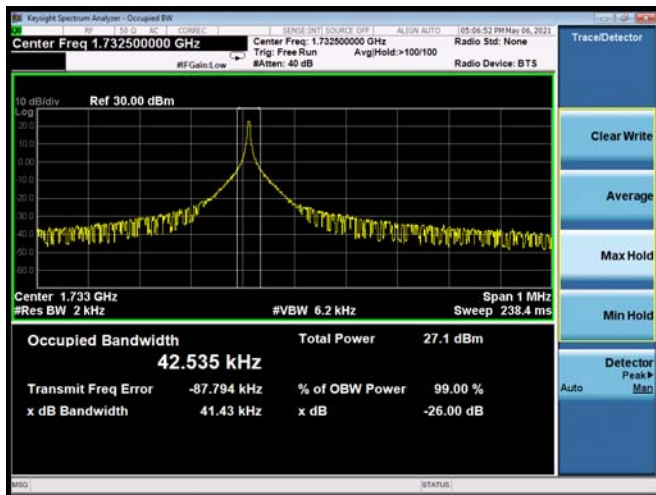 Keysight Spectrum Analyzer - Occupied BW
RF 50 Ω AC CORREC SENSE:INT SOURCE OFF ALIGN AUTO 05:06:52 PM May 06, 2021
Center Freq 1.732500000 GHz
Center Freq: 1.732500000 GHz
Radio Std: None
Trig: Free Run Avg|Hold:>100/100
#IFGain:Low
#Atten: 40 dB
Radio Device: BTS
Trace/Detector
10 dB/div Ref 30.00 dBm
Log
20.0
10.0
0.00
-10.0
-20.0
-30.0
-40.0
-50.0
-60.0
Center 1.733 GHz Span 1 MHz
#Res BW 2 kHz #VBW 6.2 kHz Sweep 238.4 ms
Occupied Bandwidth Total Power 27.1 dBm
42.535 kHz
Transmit Freq Error -87.794 kHz % of OBW Power 99.00 %
x dB Bandwidth 41.43 kHz x dB -26.00 dB
Clear Write
Average
Max Hold
Min Hold
Detector
Peak▶
Auto Man
MSG STATUS